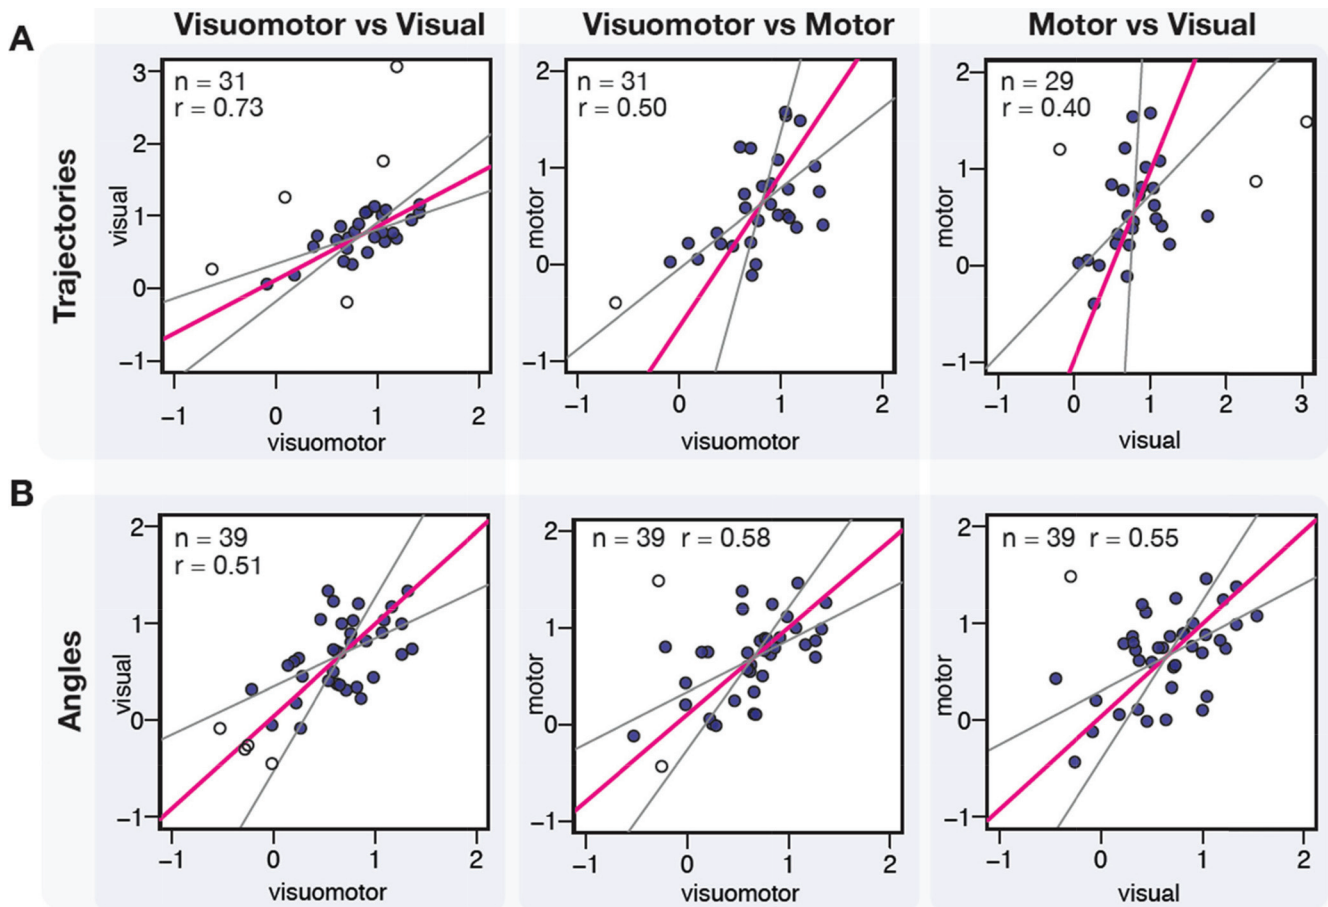 Visuomotor vs Visual
Visuomotor vs Motor
Motor vs Visual
A
Trajectories
n = 31
r = 0.73
3
2
1
0
−1
visual
−1 0 1 2
visuomotor
n = 31
r = 0.50
2
1
0
−1
motor
−1 0 1 2
visuomotor
n = 29
r = 0.40
2
1
0
−1
motor
−1 0 1 2 3
visual
B
Angles
n = 39
r = 0.51
2
1
0
−1
visual
−1 0 1 2
visuomotor
n = 39 r = 0.58
2
1
0
−1
motor
−1 0 1 2
visuomotor
n = 39 r = 0.55
2
1
0
−1
motor
−1 0 1 2
visual